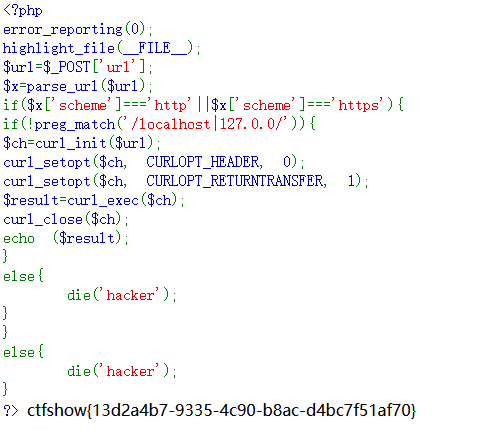 <?php
error_reporting(0);
highlight_file(__FILE__);
$url=$_POST['url'];
$x=parse_url($url);
if($x['scheme']==='http'||$x['scheme']==='https'){
if(!preg_match('/localhost|127.0.0/')){
$ch=curl_init($url);
curl_setopt($ch, CURLOPT_HEADER, 0);
curl_setopt($ch, CURLOPT_RETURNTRANSFER, 1);
$result=curl_exec($ch);
curl_close($ch);
echo ($result);
}
else{
die('hacker');
}
}
else{
die('hacker');
}
?> ctfshow{13d2a4b7-9335-4c90-b8ac-d4bc7f51af70}